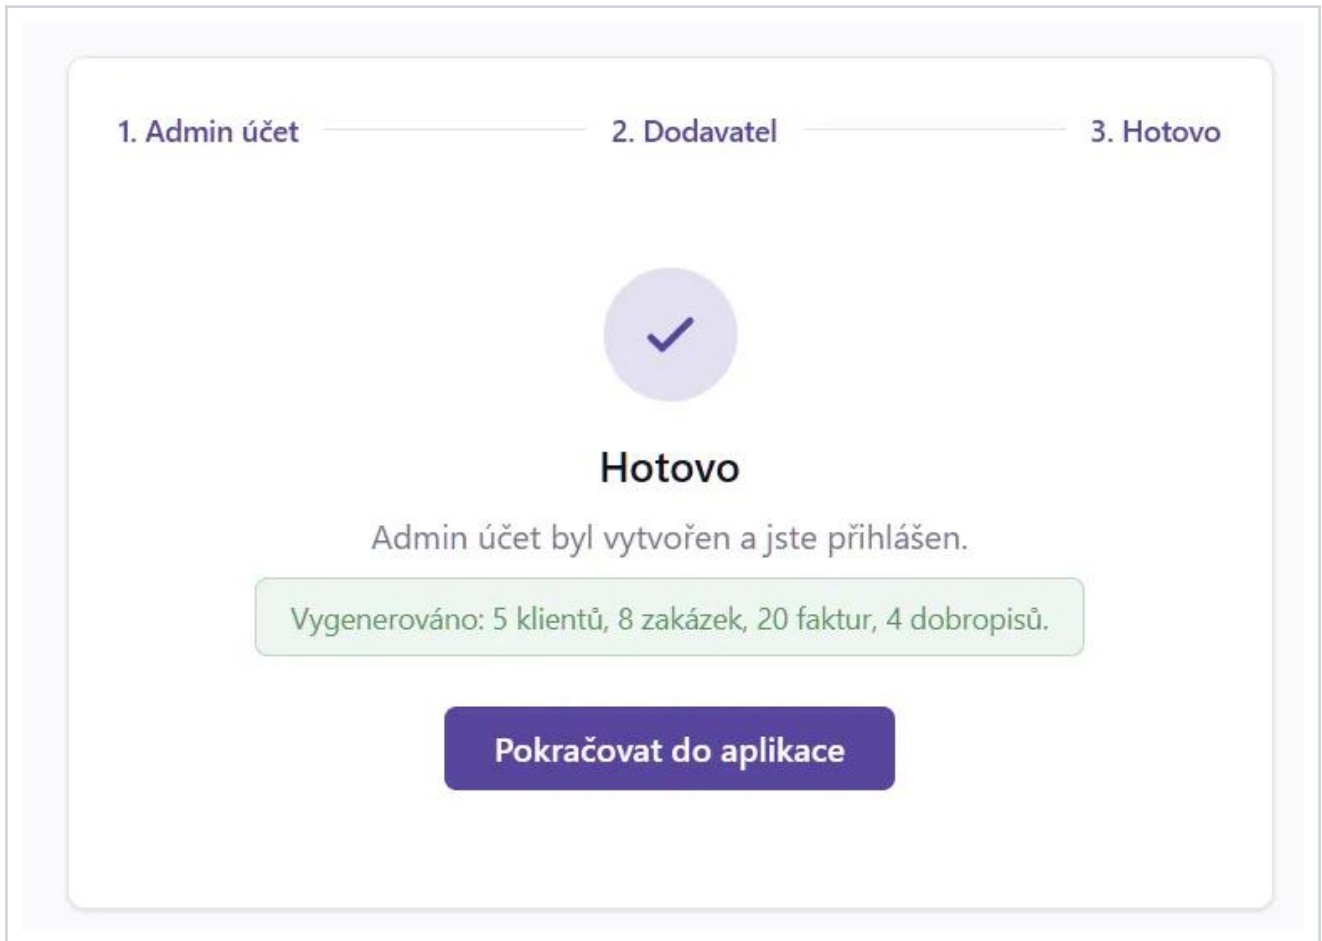 1. Admin účet 2. Dodavatel 3. Hotovo
Hotovo
Admin účet byl vytvořen a jste přihlášen.
Vygenerováno: 5 klientů, 8 zakázek, 20 faktur, 4 dobropisů.
Pokračovat do aplikace